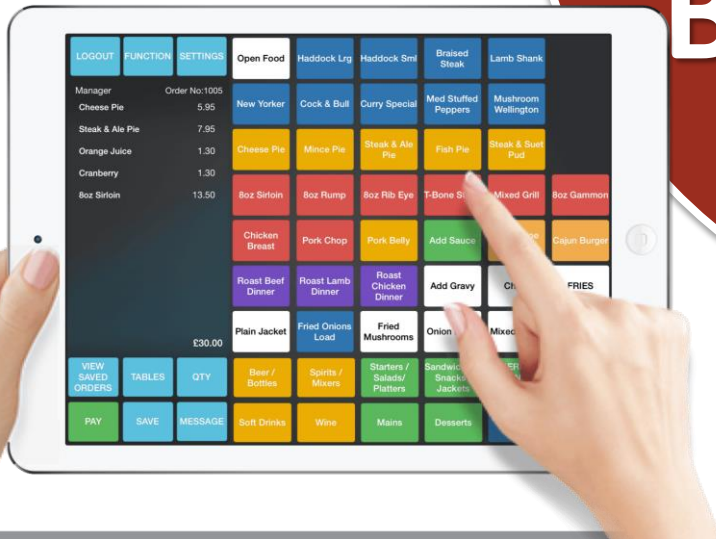 B
LOGOUT FUNCTION SETTINGS Open Food Haddock Lrg Haddock Sml Braised Steak Lamb Shank
Manager Order No:1005
Cheese Pie 5.95
Steak & Ale Pie 7.95
Orange Juice 1.30
Cranberry 1.30
8oz Sirloin 13.50
£30.00
New Yorker Cock & Bull Curry Special Med Stuffed Peppers Mushroom Wellington
Cheese Pie Mince Pie Steak & Ale Pie Fish Pie Steak & Suet Pud
8oz Sirloin 8oz Rump 8oz Rib Eye T-Bone Mixed Grill 8oz Gammon
Chicken Breast Pork Chop Pork Belly Add Sauce Cajun Burger
Roast Beef Dinner Roast Lamb Dinner Roast Chicken Dinner Add Gravy FRIES
Plain Jacket Fried Onions Load Fried Mushrooms Onion Mixed
VIEW SAVED ORDERS TABLES QTY Beer / Bottles Spirits / Mixers Starters / Salads/ Platters Snacks Jackets
PAY SAVE MESSAGE Soft Drinks Wine Mains Desserts